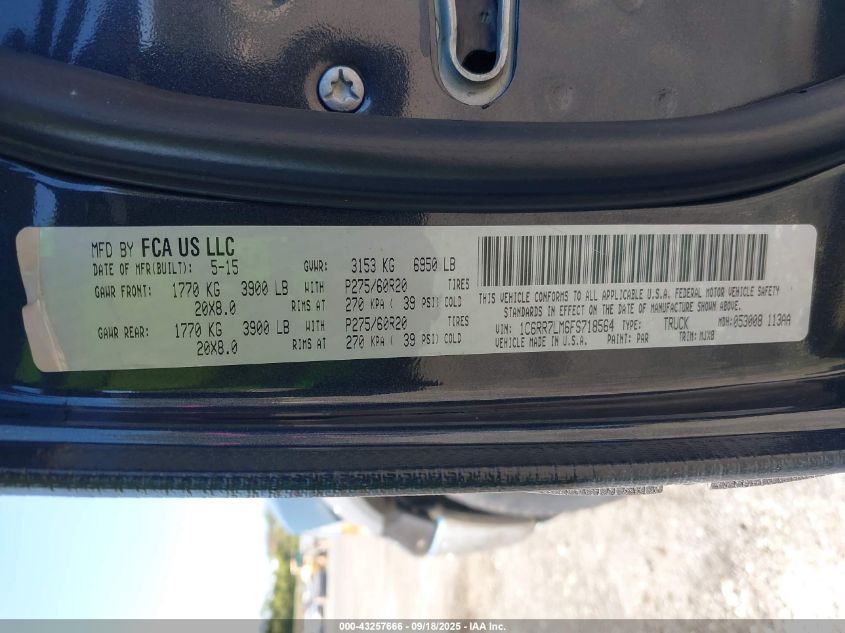 MFD BY FCA US LLC
DATE OF MFR(BUILT): 5-15 GVWR: 3153 KG 6950 LB
GAWR FRONT: 1770 KG 3900 LB WITH P275/60R20 TIRES
20X8.0 RIMS AT 270 KPA ( 39 PSI) COLD
GAWR REAR: 1770 KG 3900 LB WITH P275/60R20 TIRES
20X8.0 RIMS AT 270 KPA ( 39 PSI) COLD
THIS VEHICLE CONFORMS TO ALL APPLICABLE U.S.A. FEDERAL MOTOR VEHICLE SAFETY
STANDARDS IN EFFECT ON THE DATE OF MANUFACTURE SHOWN ABOVE.
VIN: 1C6RR7LM6FS718564 TYPE: TRUCK MDH: 053008 113AA
VEHICLE MADE IN U.S.A. PAINT: PAR TRIM: MJX8
000-43257666 - 09/18/2025 - IAA Inc.